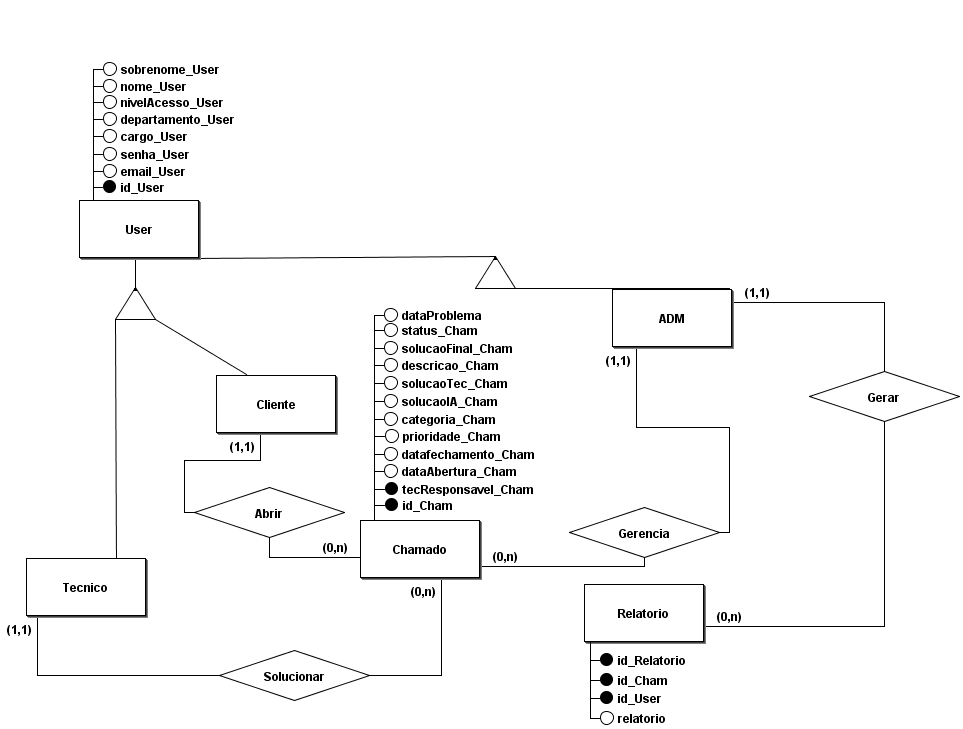 sobrenome_User
nome_User
nivelAcesso_User
departamento_User
cargo_User
senha_User
email_User
id_User
User
(1,1)
ADM
(1,1)
dataProblema
status_Cham
solucaoFinal_Cham
descricao_Cham
solucaoTec_Cham
solucaoIA_Cham
categoria_Cham
prioridade_Cham
datafechamento_Cham
dataAbertura_Cham
tecResponsavel_Cham
id_Cham
Gerar
Cliente
(1,1)
Abrir
(0,n)
Chamado
(0,n)
Gerencia
(0,n)
Tecnico
(1,1)
Solucionar
Relatorio
(0,n)
id_Relatorio
id_Cham
id_User
relatorio